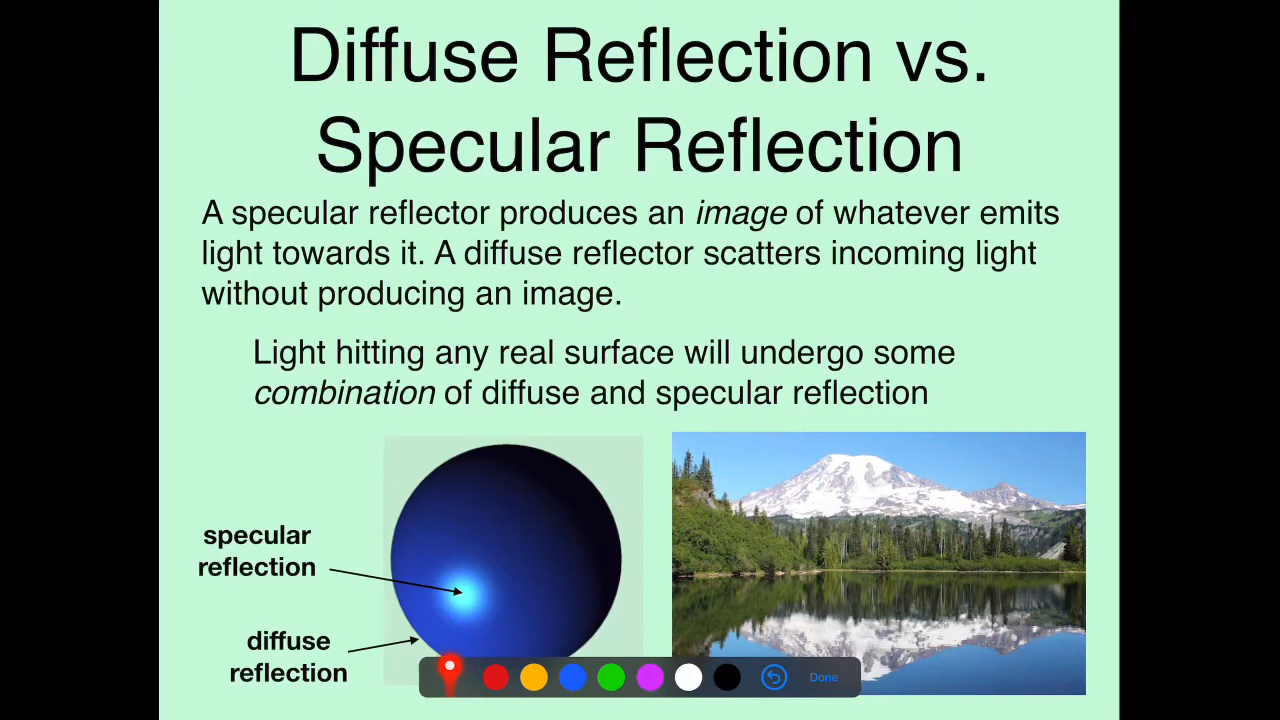 Diffuse Reflection vs.
Specular Reflection
A specular reflector produces an image of whatever emits
light towards it. A diffuse reflector scatters incoming light
without producing an image.
Light hitting any real surface will undergo some
combination of diffuse and specular reflection
specular
reflection
diffuse
reflection
Done